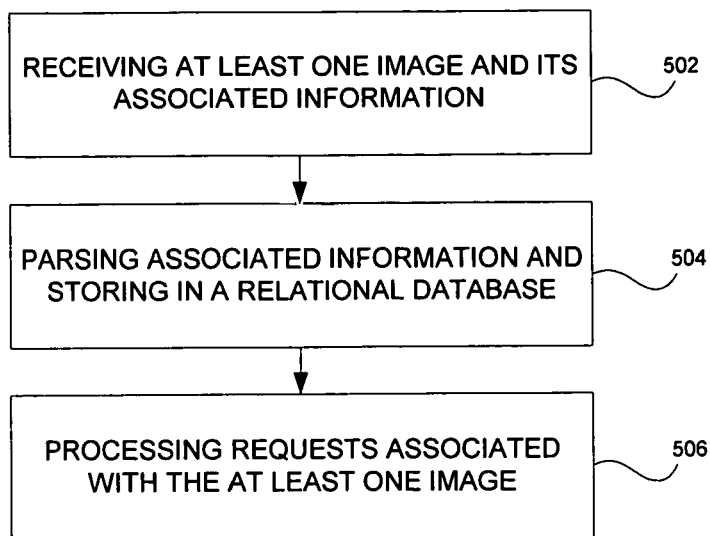 RECEIVING AT LEAST ONE IMAGE AND ITS
ASSOCIATED INFORMATION
502
PARSING ASSOCIATED INFORMATION AND
STORING IN A RELATIONAL DATABASE
504
PROCESSING REQUESTS ASSOCIATED
WITH THE AT LEAST ONE IMAGE
506